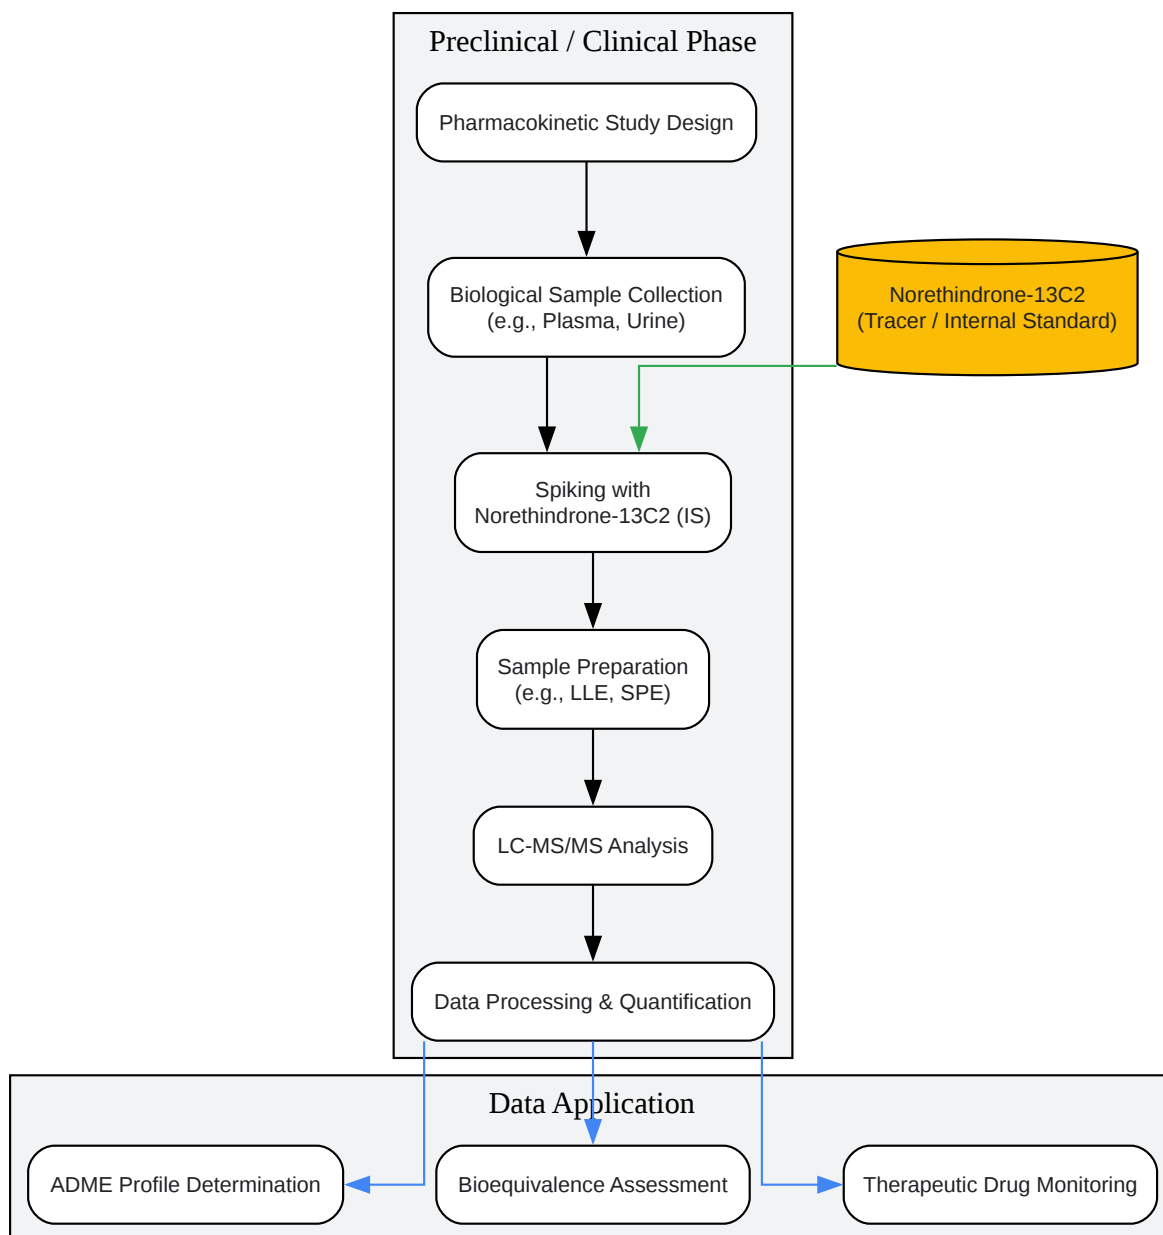 Preclinical / Clinical Phase
Pharmacokinetic Study Design
Biological Sample Collection
(e.g., Plasma, Urine)
Norethindrone-13C2
(Tracer / Internal Standard)
Spiking with
Norethindrone-13C2 (IS)
Sample Preparation
(e.g., LLE, SPE)
LC-MS/MS Analysis
Data Processing & Quantification
Data Application
ADME Profile Determination
Bioequivalence Assessment
Therapeutic Drug Monitoring